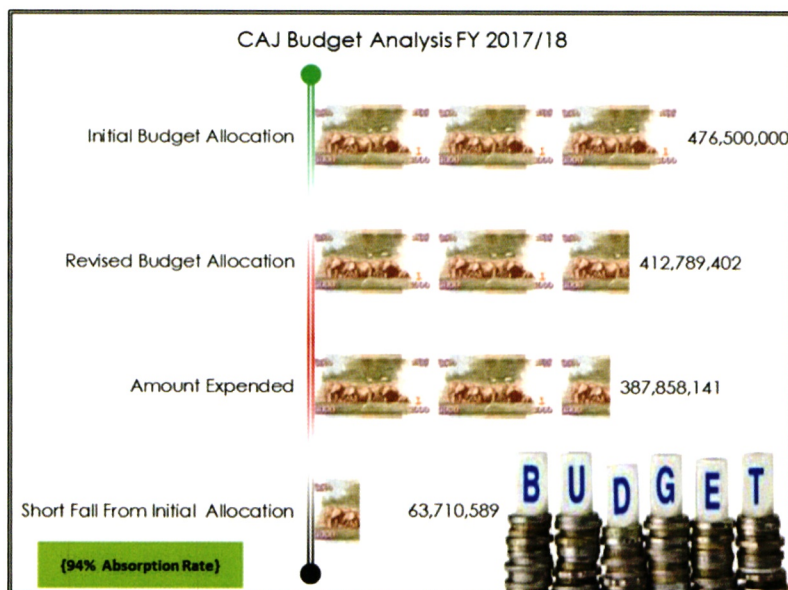 CAJ Budget Analysis FY 2017/18
Initial Budget Allocation 476,500,000
Revised Budget Allocation 412,789,402
Amount Expended 387,858,141
Short Fall From Initial Allocation 63,710,589
BUDGET
{94% Absorption Rate}